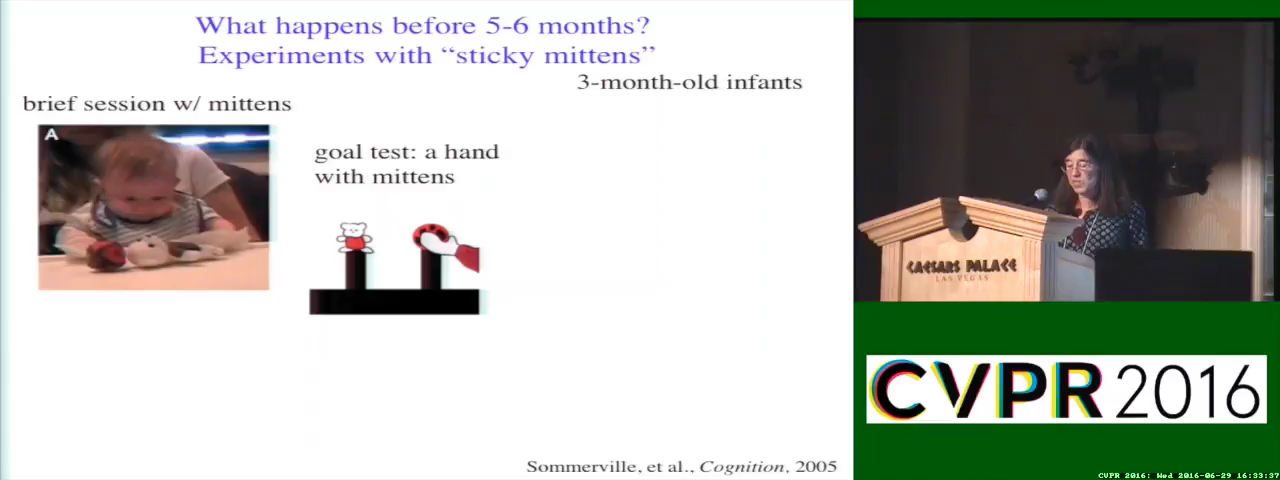 What happens before 5-6 months?
Experiments with “sticky mittens”
3-month-old infants
brief session w/ mittens
A
goal test: a hand
with mittens
Sommerville, et al., Cognition, 2005
CAESARS PALACE
LAS VEGAS
CVPR 2016
CVPR 2016: Wed 2016-06-29 16:33:37